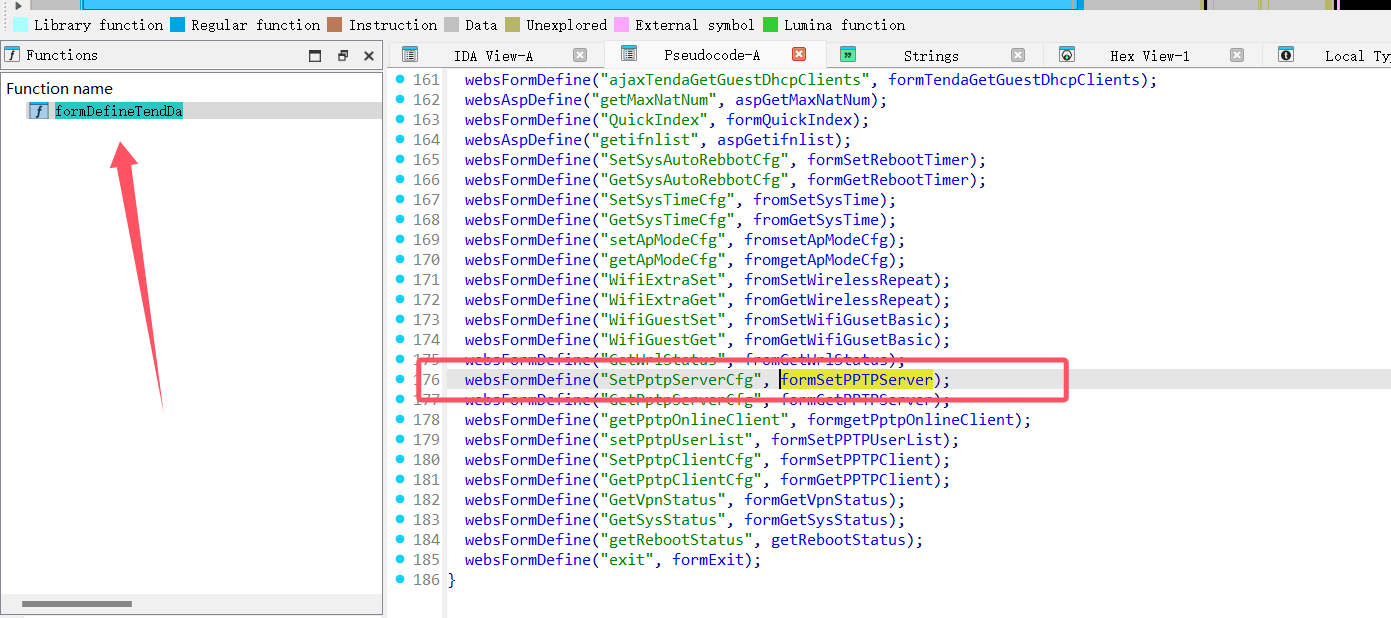 Library function Regular function Instruction Data Unexplored External symbol Lumina function
Functions
IDA View-A Pseudocode-A Strings Hex View-1 Local Ty
Function name
formDefineTendDa
161 websFormDefine("ajaxTendaGetGuestDhcpClients", formTendaGetGuestDhcpClients);
162 websAspDefine("getMaxNatNum", aspGetMaxNatNum);
163 websFormDefine("QuickIndex", formQuickIndex);
164 websAspDefine("getifnlist", aspGetifnlist);
165 websFormDefine("SetSysAutoRebbotCfg", formSetRebootTimer);
166 websFormDefine("GetSysAutoRebbotCfg", formGetRebootTimer);
167 websFormDefine("SetSysTimeCfg", fromSetSysTime);
168 websFormDefine("GetSysTimeCfg", fromGetSysTime);
169 websFormDefine("setApModeCfg", fromsetApModeCfg);
170 websFormDefine("getApModeCfg", fromgetApModeCfg);
171 websFormDefine("WifiExtraSet", fromSetWirelessRepeat);
172 websFormDefine("WifiExtraGet", fromGetWirelessRepeat);
173 websFormDefine("WifiGuestSet", fromSetWifiGusetBasic);
174 websFormDefine("WifiGuestGet", fromGetWifiGusetBasic);
175 websFormDefine("GetWrlStatus", fromGetWrlStatus);
176 websFormDefine("SetPptpServerCfg", formSetPPTPServer);
177 websFormDefine("GetPptpServerCfg", formGetPPTPServer);
178 websFormDefine("getPptpOnlineClient", formgetPptpOnlineClient);
179 websFormDefine("setPptpUserList", formSetPPTPUserList);
180 websFormDefine("SetPptpClientCfg", formSetPPTPClient);
181 websFormDefine("GetPptpClientCfg", formGetPPTPClient);
182 websFormDefine("GetVpnStatus", formGetVpnStatus);
183 websFormDefine("GetSysStatus", formGetSysStatus);
184 websFormDefine("getRebootStatus", getRebootStatus);
185 websFormDefine("exit", formExit);
186 }